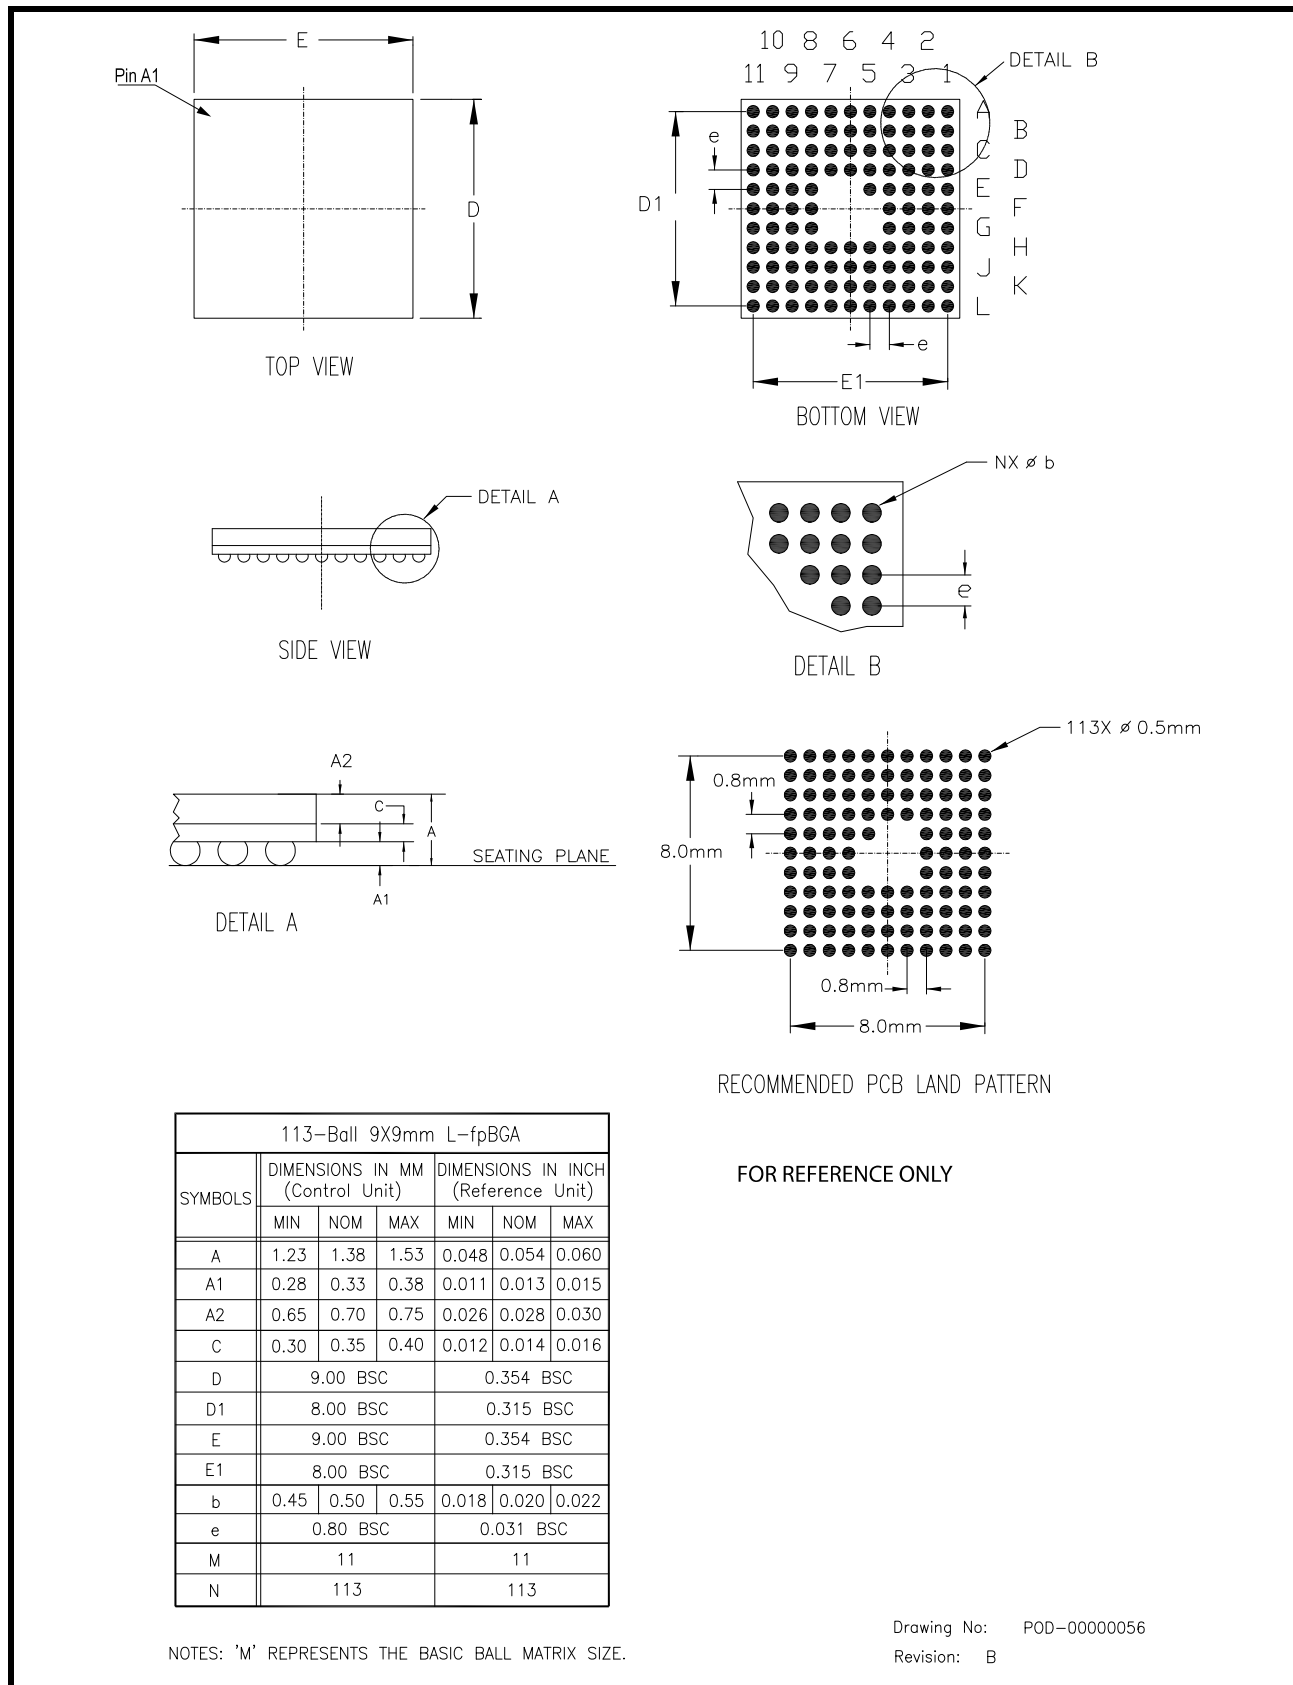 E
Pin A1
D
TOP VIEW
10 8 6 4 2
11 9 7 5 3 1
DETAIL B
A
B
C
D
E
F
G
H
J
K
L
e
D1
e
E1
BOTTOM VIEW
DETAIL A
SIDE VIEW
NX ø b
e
DETAIL B
A2
C
A
SEATING PLANE
A1
DETAIL A
113X ø 0.5mm
0.8mm
8.0mm
0.8mm
8.0mm
RECOMMENDED PCB LAND PATTERN
113-Ball 9X9mm L-fpBGA
SYMBOLS
DIMENSIONS IN MM
(Control Unit)
DIMENSIONS IN INCH
(Reference Unit)
MIN NOM MAX MIN NOM MAX
A 1.23 1.38 1.53 0.048 0.054 0.060
A1 0.28 0.33 0.38 0.011 0.013 0.015
A2 0.65 0.70 0.75 0.026 0.028 0.030
C 0.30 0.35 0.40 0.012 0.014 0.016
D 9.00 BSC 0.354 BSC
D1 8.00 BSC 0.315 BSC
E 9.00 BSC 0.354 BSC
E1 8.00 BSC 0.315 BSC
b 0.45 0.50 0.55 0.018 0.020 0.022
e 0.80 BSC 0.031 BSC
M 11 11
N 113 113
FOR REFERENCE ONLY
NOTES: 'M' REPRESENTS THE BASIC BALL MATRIX SIZE.
Drawing No: POD-00000056
Revision: B